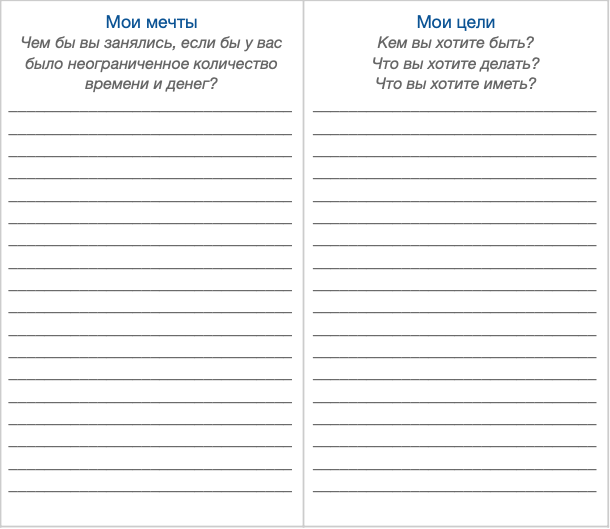 Мои мечты
Чем бы вы занялись, если бы у вас
было неограниченное количество
времени и денег?
Мои цели
Кем вы хотите быть?
Что вы хотите делать?
Что вы хотите иметь?